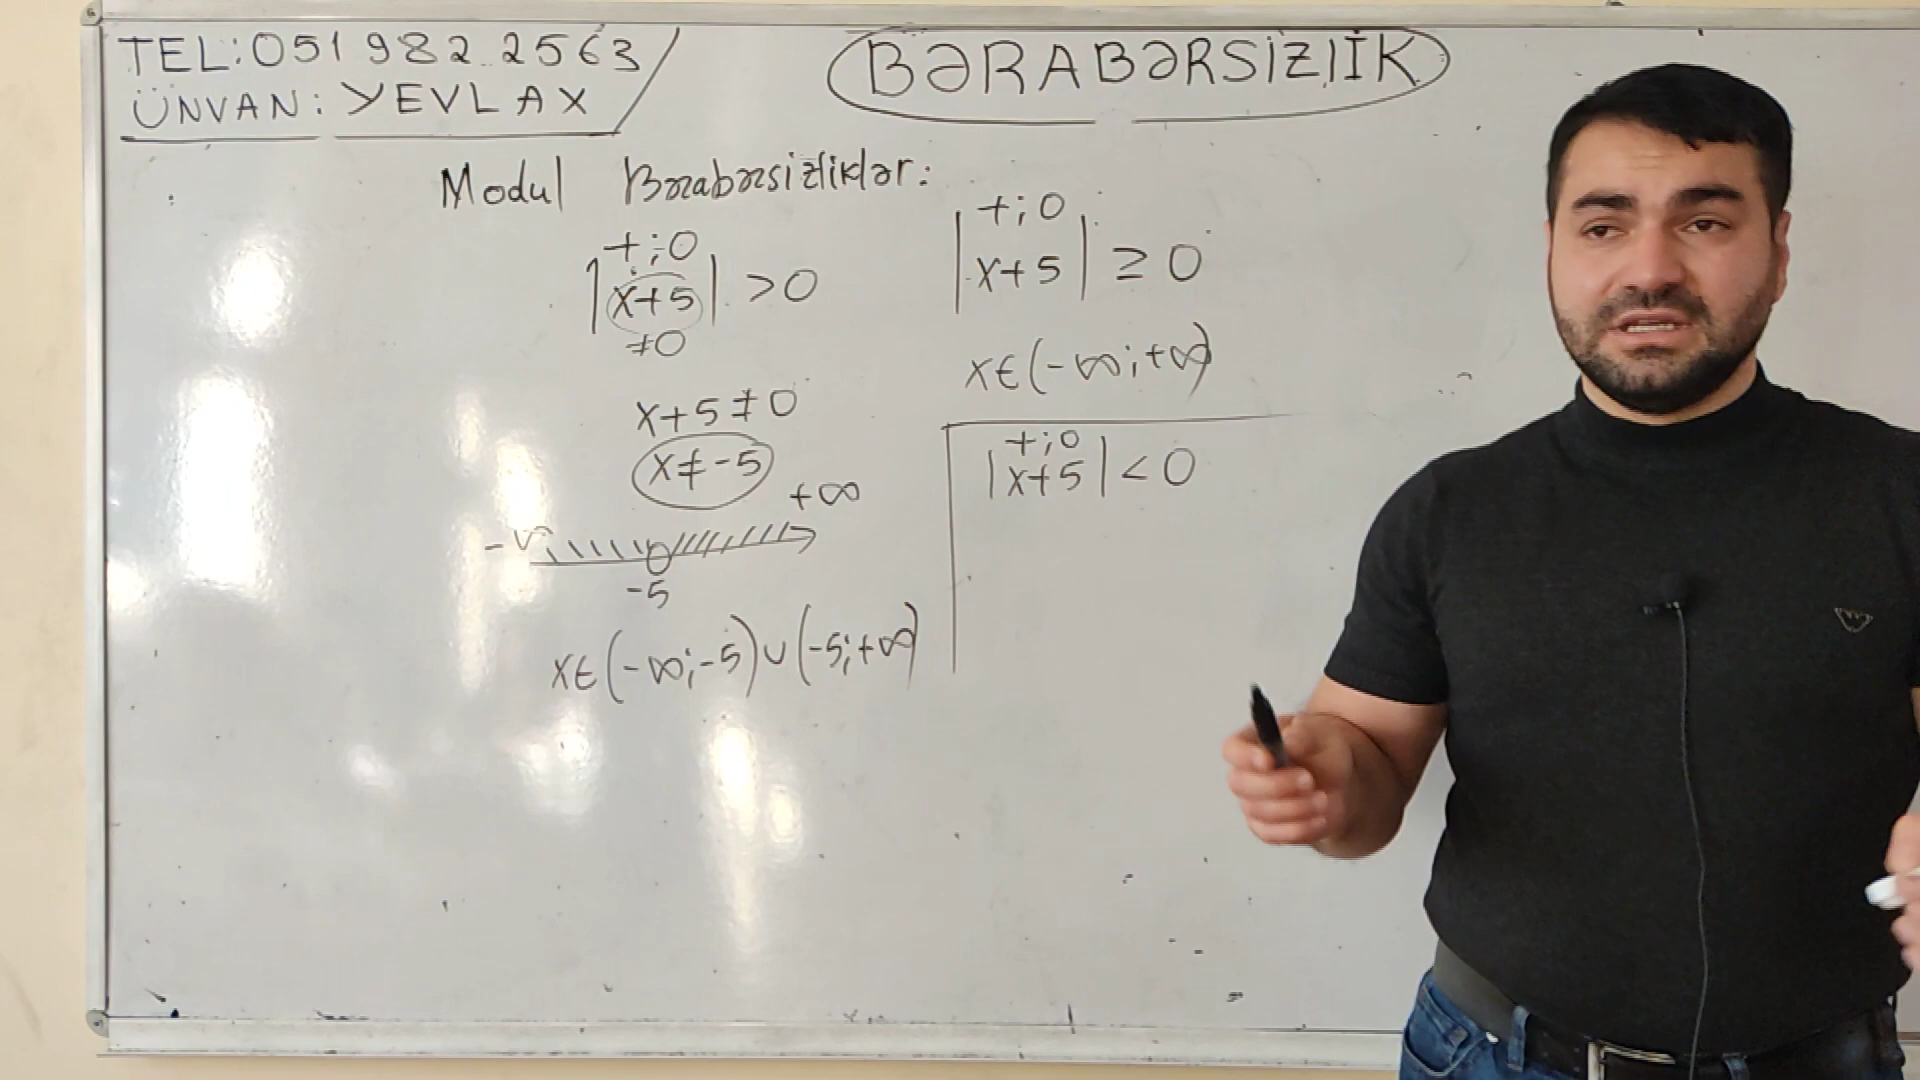 TEL: 051 982 2563
ÜNVAN: YEVLAX
BƏRABƏRSİZLİK
Modul Bərabərsizliklər:
+;0
|x+5| >0
≠0
x+5≠0
x≠-5
-∞ +∞
-5
x∈(-∞;-5)∪(-5;+∞)
+;0
|x+5| ≥ 0
x∈(-∞;+∞)
+;0
|x+5| < 0